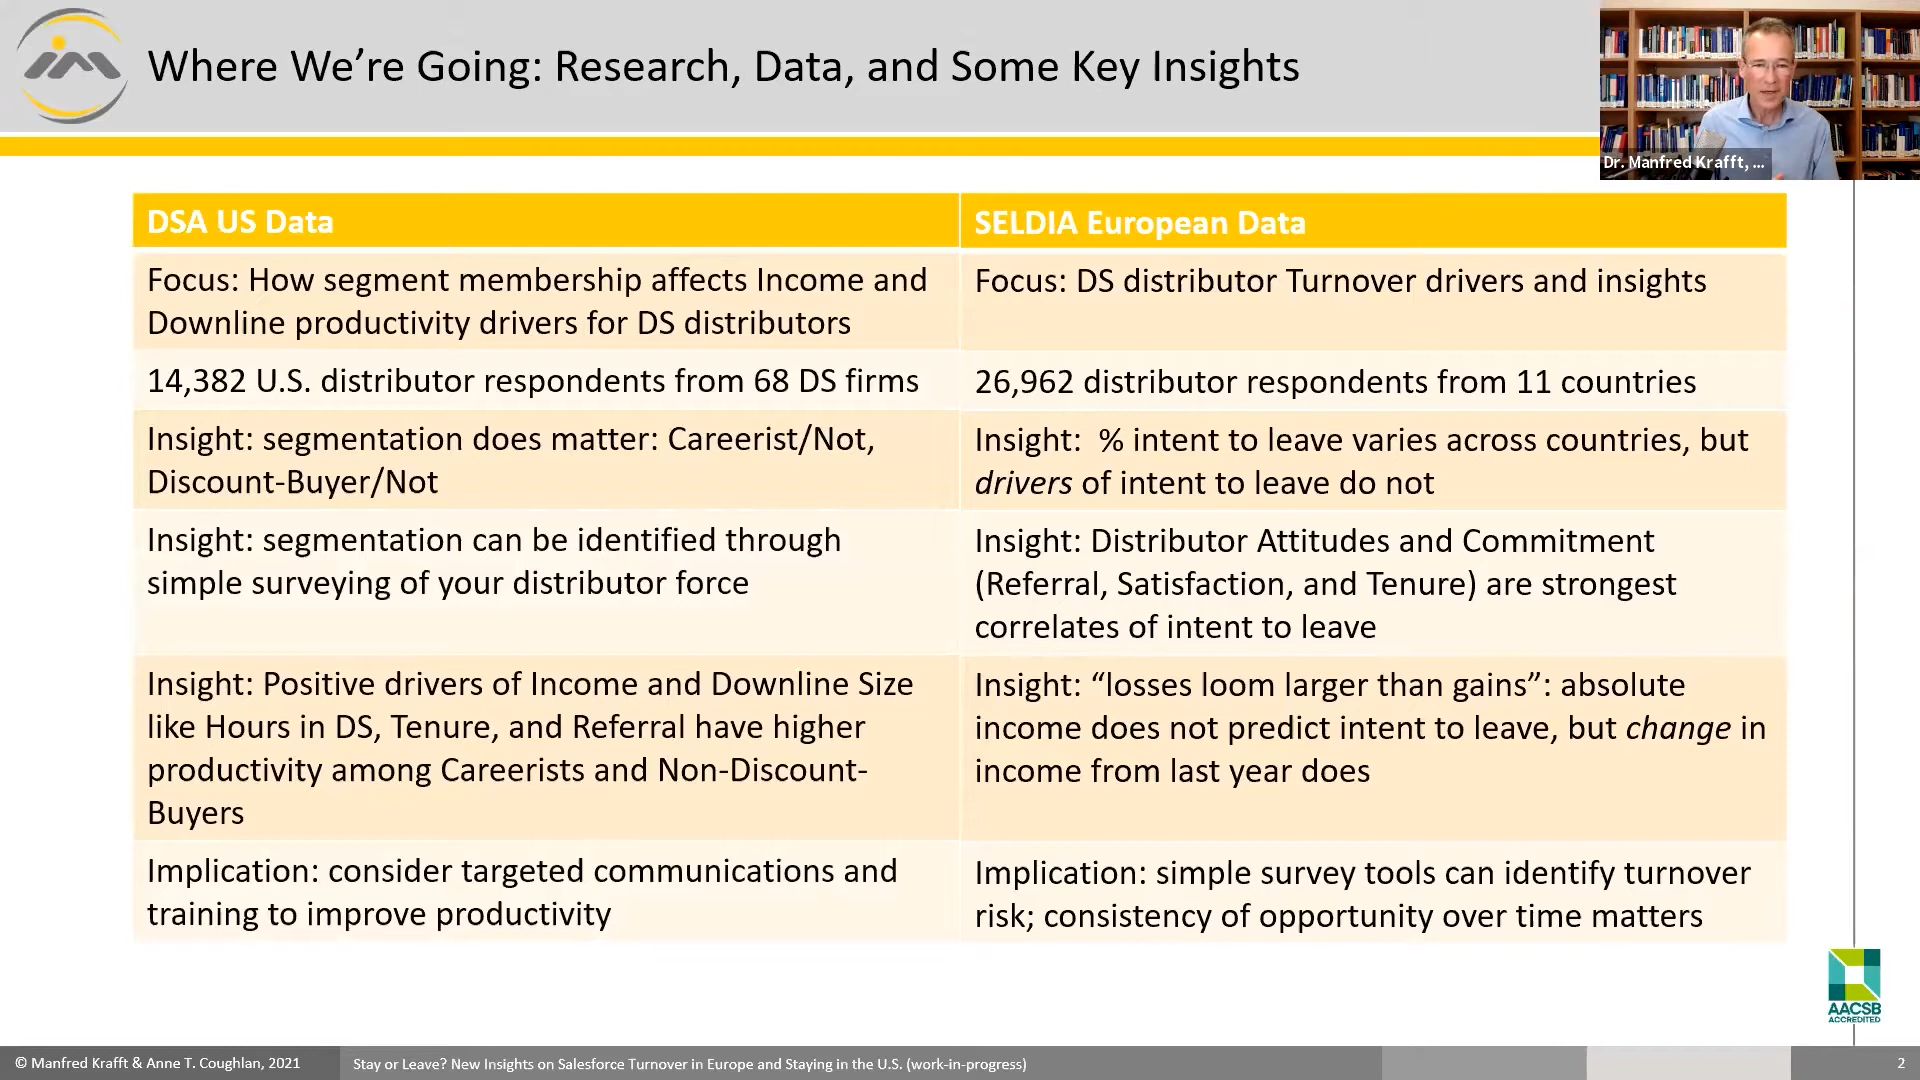 Where We're Going: Research, Data, and Some Key Insights
Dr. Manfred Krafft, ...
DSA US Data
SELDIA European Data
Focus: How segment membership affects Income and
Downline productivity drivers for DS distributors
Focus: DS distributor Turnover drivers and insights
14,382 U.S. distributor respondents from 68 DS firms
26,962 distributor respondents from 11 countries
Insight: segmentation does matter: Careerist/Not,
Discount-Buyer/Not
Insight:  % intent to leave varies across countries, but
drivers of intent to leave do not
Insight: segmentation can be identified through
simple surveying of your distributor force
Insight: Distributor Attitudes and Commitment
(Referral, Satisfaction, and Tenure) are strongest
correlates of intent to leave
Insight: Positive drivers of Income and Downline Size
like Hours in DS, Tenure, and Referral have higher
productivity among Careerists and Non-Discount-
Buyers
Insight: “losses loom larger than gains”: absolute
income does not predict intent to leave, but change in
income from last year does
Implication: consider targeted communications and
training to improve productivity
Implication: simple survey tools can identify turnover
risk; consistency of opportunity over time matters
AACSB
ACCREDITED
© Manfred Krafft & Anne T. Coughlan, 2021
Stay or Leave? New Insights on Salesforce Turnover in Europe and Staying in the U.S. (work-in-progress)
2